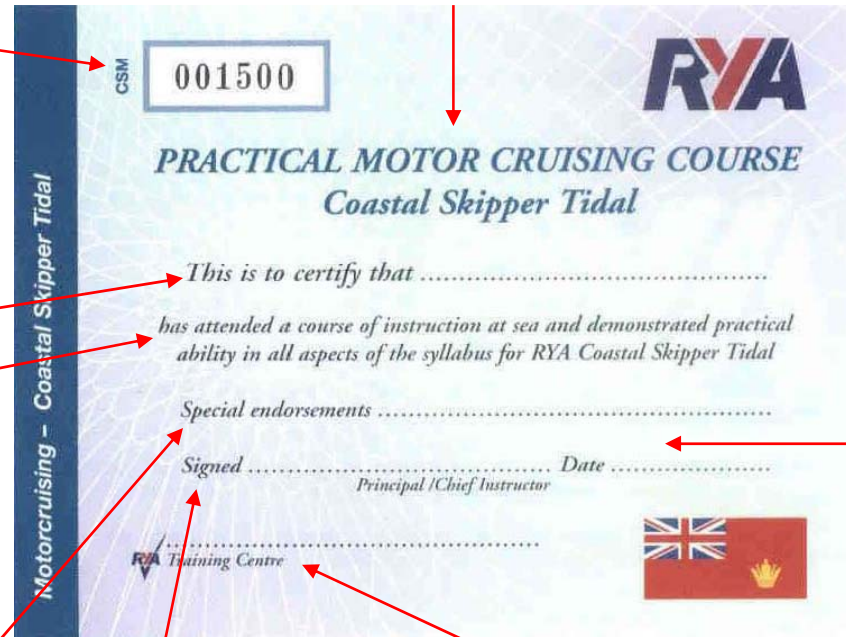 CSM
001500
RYA
PRACTICAL MOTOR CRUISING COURSE
Coastal Skipper Tidal
This is to certify that ............................................
has attended a course of instruction at sea and demonstrated practical
ability in all aspects of the syllabus for RYA Coastal Skipper Tidal
Special endorsements ..................................................
Signed ...................................... Date ....................
Principal /Chief Instructor
................................................
RYA Training Centre
Motorcruising – Coastal Skipper Tidal